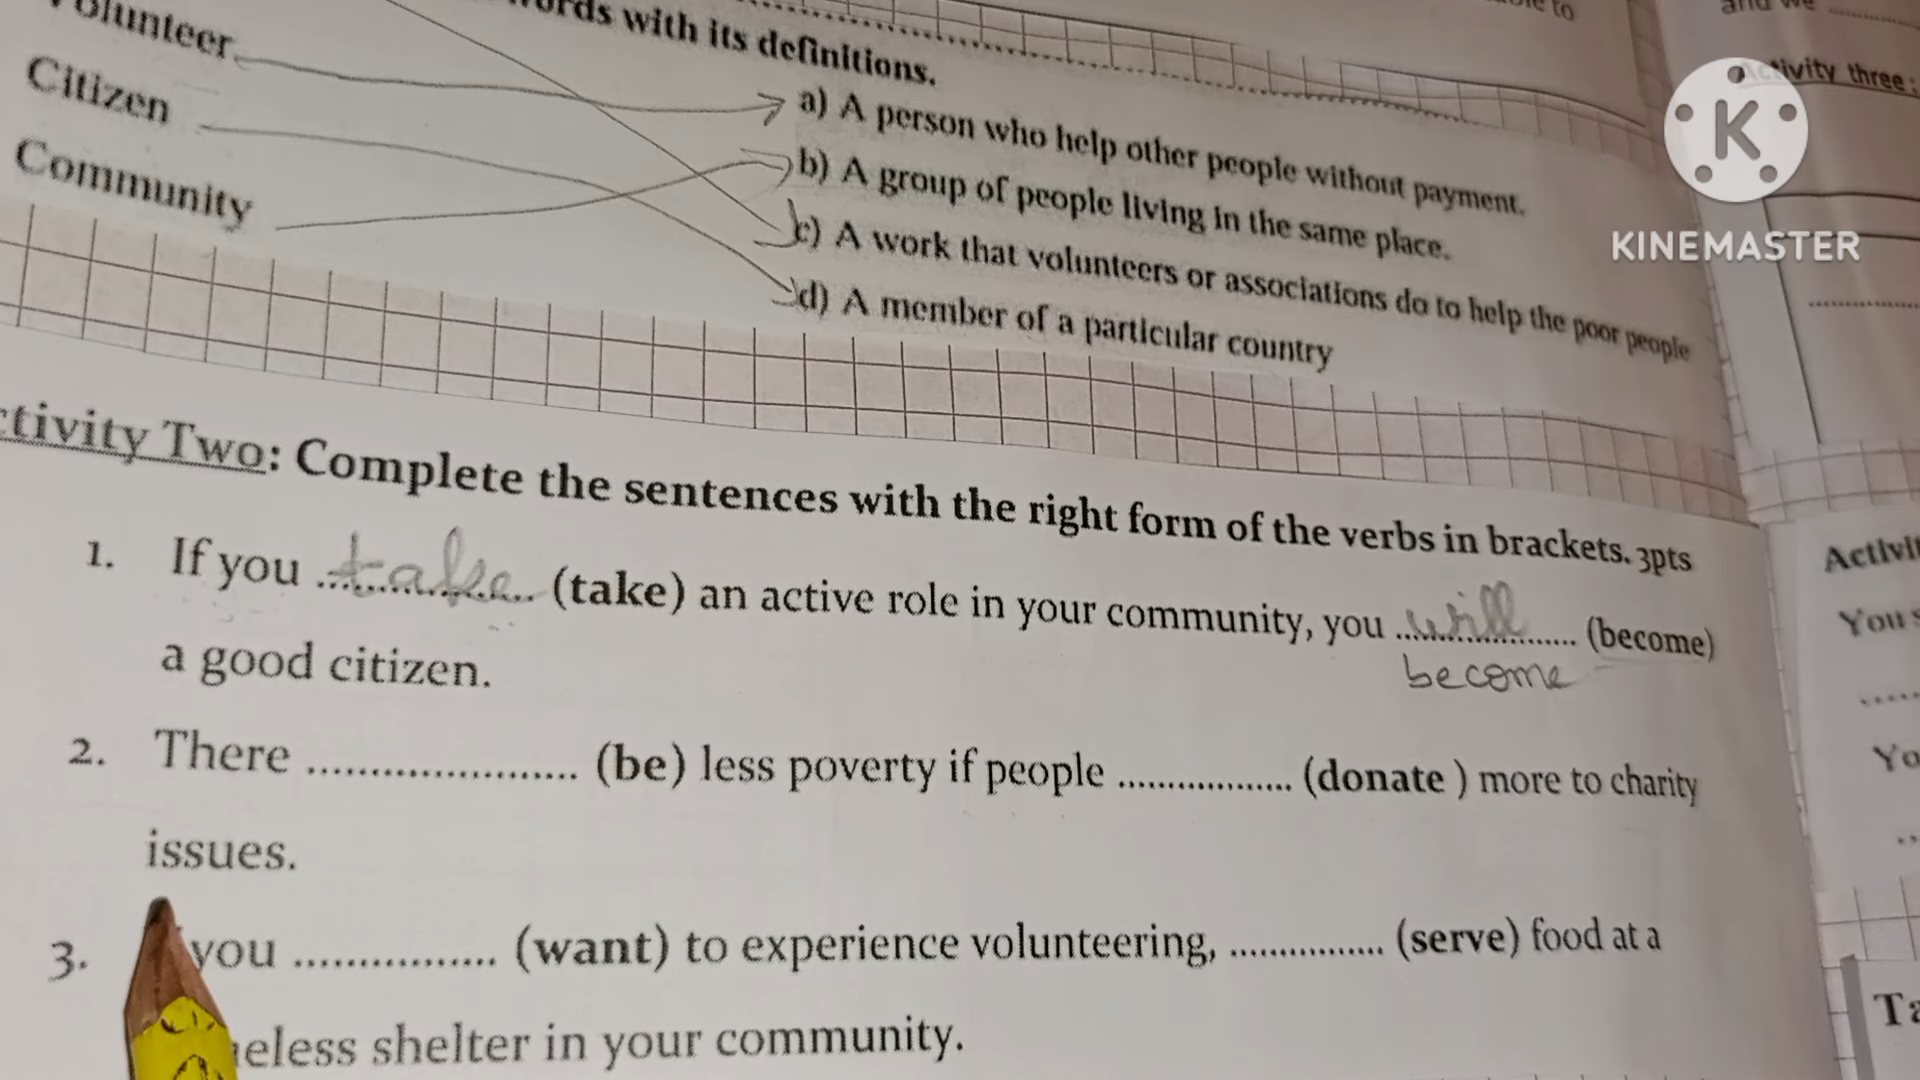 and we
words with its definitions.
Volunteer
Citizen
Community
a) A person who help other people without payment.
b) A group of people living in the same place.
c) A work that volunteers or associations do to help the poor people
d) A member of a particular country
Activity three:
KINEMASTER
ctivity Two: Complete the sentences with the right form of the verbs in brackets. 3pts
1. If you ....take.... (take) an active role in your community, you ....will.... (become)
become
a good citizen.
2. There ..................... (be) less poverty if people ................. (donate ) more to charity
issues.
3. you ................ (want) to experience volunteering, ............... (serve) food at a
eless shelter in your community.
Activit
You s
Yo
Ta